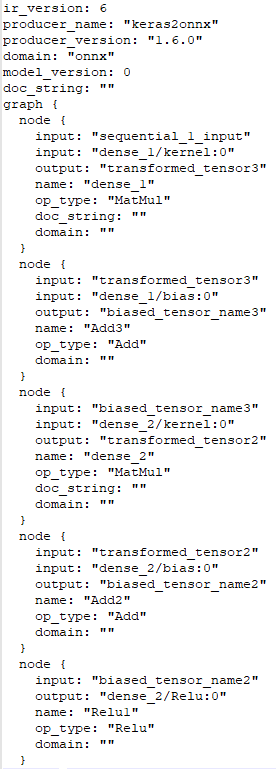 ir_version: 6
producer_name: "keras2onnx"
producer_version: "1.6.0"
domain: "onnx"
model_version: 0
doc_string: ""
graph {
  node {
    input: "sequential_1_input"
    input: "dense_1/kernel:0"
    output: "transformed_tensor3"
    name: "dense_1"
    op_type: "MatMul"
    doc_string: ""
    domain: ""
  }
  node {
    input: "transformed_tensor3"
    input: "dense_1/bias:0"
    output: "biased_tensor_name3"
    name: "Add3"
    op_type: "Add"
    domain: ""
  }
  node {
    input: "biased_tensor_name3"
    input: "dense_2/kernel:0"
    output: "transformed_tensor2"
    name: "dense_2"
    op_type: "MatMul"
    doc_string: ""
    domain: ""
  }
  node {
    input: "transformed_tensor2"
    input: "dense_2/bias:0"
    output: "biased_tensor_name2"
    name: "Add2"
    op_type: "Add"
    domain: ""
  }
  node {
    input: "biased_tensor_name2"
    output: "dense_2/Relu:0"
    name: "Relu1"
    op_type: "Relu"
    domain: ""
  }